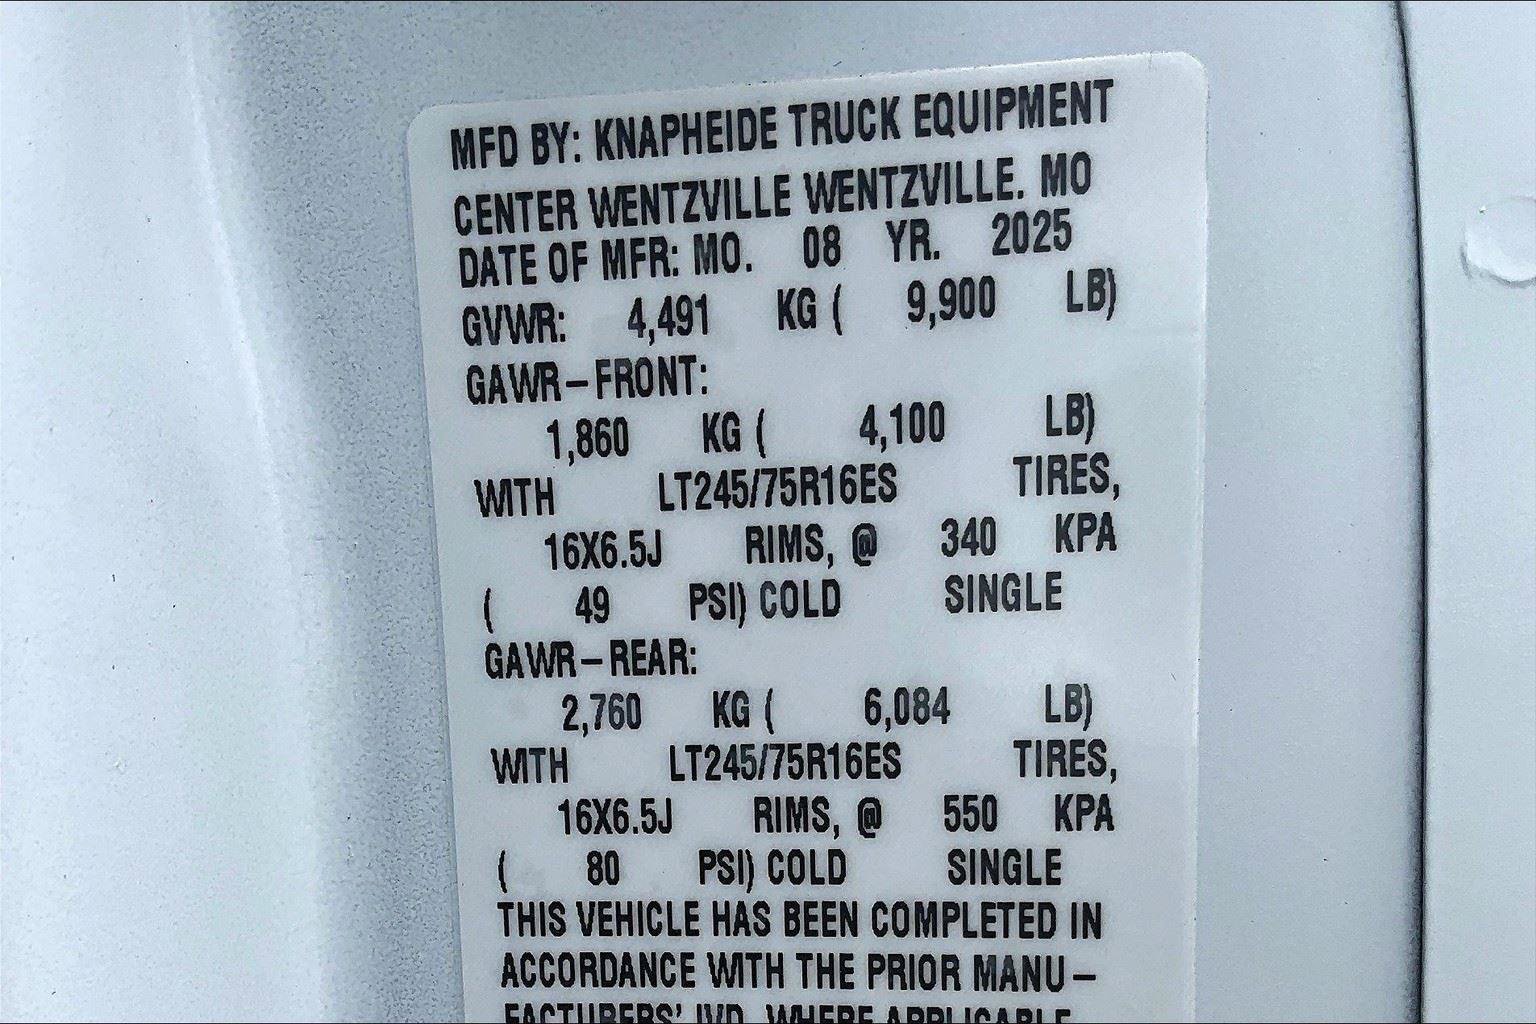 MFD BY: KNAPHEIDE TRUCK EQUIPMENT
CENTER WENTZVILLE WENTZVILLE. MO
DATE OF MFR: MO. 08 YR. 2025
GVWR: 4,491 KG ( 9,900 LB)
GAWR-FRONT:
1,860 KG ( 4,100 LB)
WITH LT245/75R16ES TIRES,
16X6.5J RIMS, @ 340 KPA
( 49 PSI) COLD SINGLE
GAWR-REAR:
2,760 KG ( 6,084 LB)
WITH LT245/75R16ES TIRES,
16X6.5J RIMS, @ 550 KPA
( 80 PSI) COLD SINGLE
THIS VEHICLE HAS BEEN COMPLETED IN
ACCORDANCE WITH THE PRIOR MANU-
FACTURERS' IVD, WHERE APPLICABLE